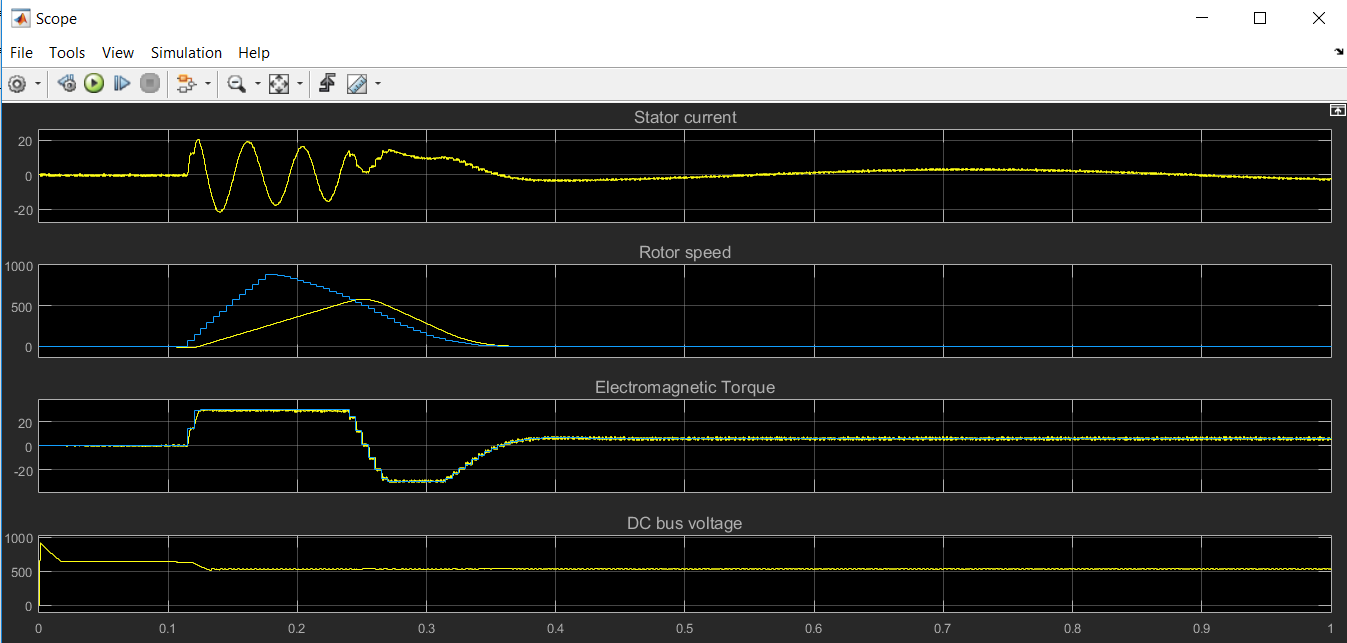 Scope
File Tools View Simulation Help
Stator current
20
0
-20
Rotor speed
1000
500
0
Electromagnetic Torque
20
0
-20
DC bus voltage
1000
500
0
0 0.1 0.2 0.3 0.4 0.5 0.6 0.7 0.8 0.9 1